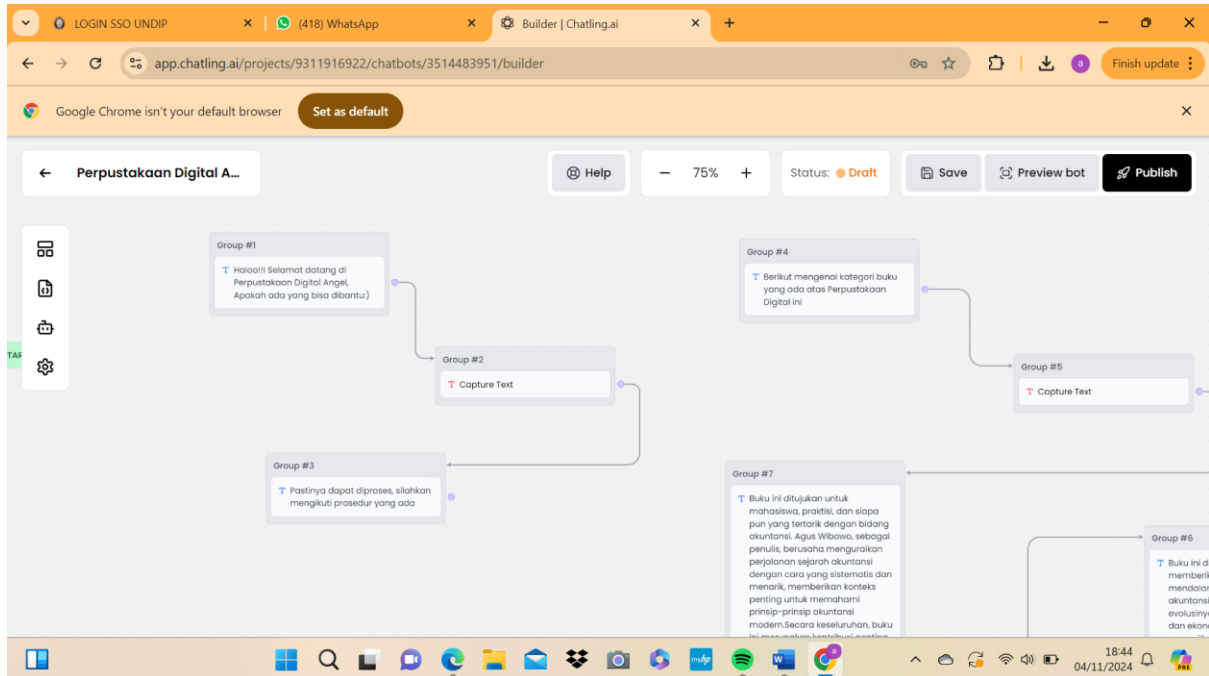 LOGIN SSO UNDIP
(418) WhatsApp
Builder | Chatling.ai
app.chatling.ai/projects/9311916922/chatbots/3514483951/builder
a
Finish update
Google Chrome isn't your default browser
Set as default
Perpustakaan Digital A...
Help
75%
Status: Draft
Save
Preview bot
Publish
Group #1
T Haloo!!! Selamat datang di
Perpustakaan Digital Angel,
Apakah ada yang bisa dibantu:)
Group #4
T Berikut mengenai kategori buku
yang ada atas Perpustakaan
Digital ini
Group #2
T Capture Text
Group #5
T Capture Text
Group #3
T Pastinya dapat diproses, silahkan
mengikuti prosedur yang ada
Group #7
T Buku ini ditujukan untuk
mahasiswa, praktisi, dan siapa
pun yang tertarik dengan bidang
akuntansi. Agus Wibowo, sebagai
penulis, berusaha menguraikan
perjalanan sejarah akuntansi
dengan cara yang sistematis dan
menarik, memberikan konteks
penting untuk memahami
prinsip-prinsip akuntansi
modern.Secara keseluruhan, buku
ini merupakan kontribusi penting
Group #6
T Buku ini d
memberik
mendalan
akuntansi
evolusiny
dan ekon
myhp
18:44
04/11/2024
PRE